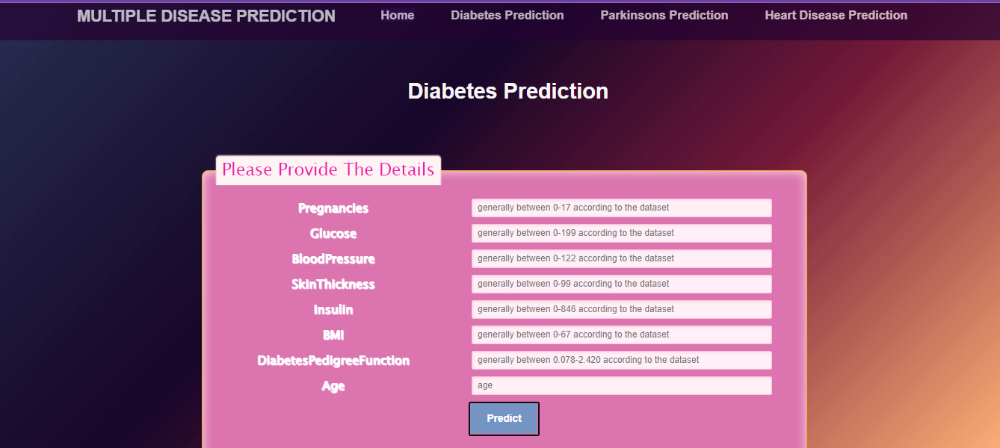 MULTIPLE DISEASE PREDICTION Home Diabetes Prediction Parkinsons Prediction Heart Disease Prediction
Diabetes Prediction
Please Provide The Details
Pregnancies generally between 0-17 according to the dataset
Glucose generally between 0-199 according to the dataset
BloodPressure generally between 0-122 according to the dataset
SkinThickness generally between 0-99 according to the dataset
Insulin generally between 0-846 according to the dataset
BMI generally between 0-67 according to the dataset
DiabetesPedigreeFunction generally between 0.078-2.420 according to the dataset
Age age
Predict